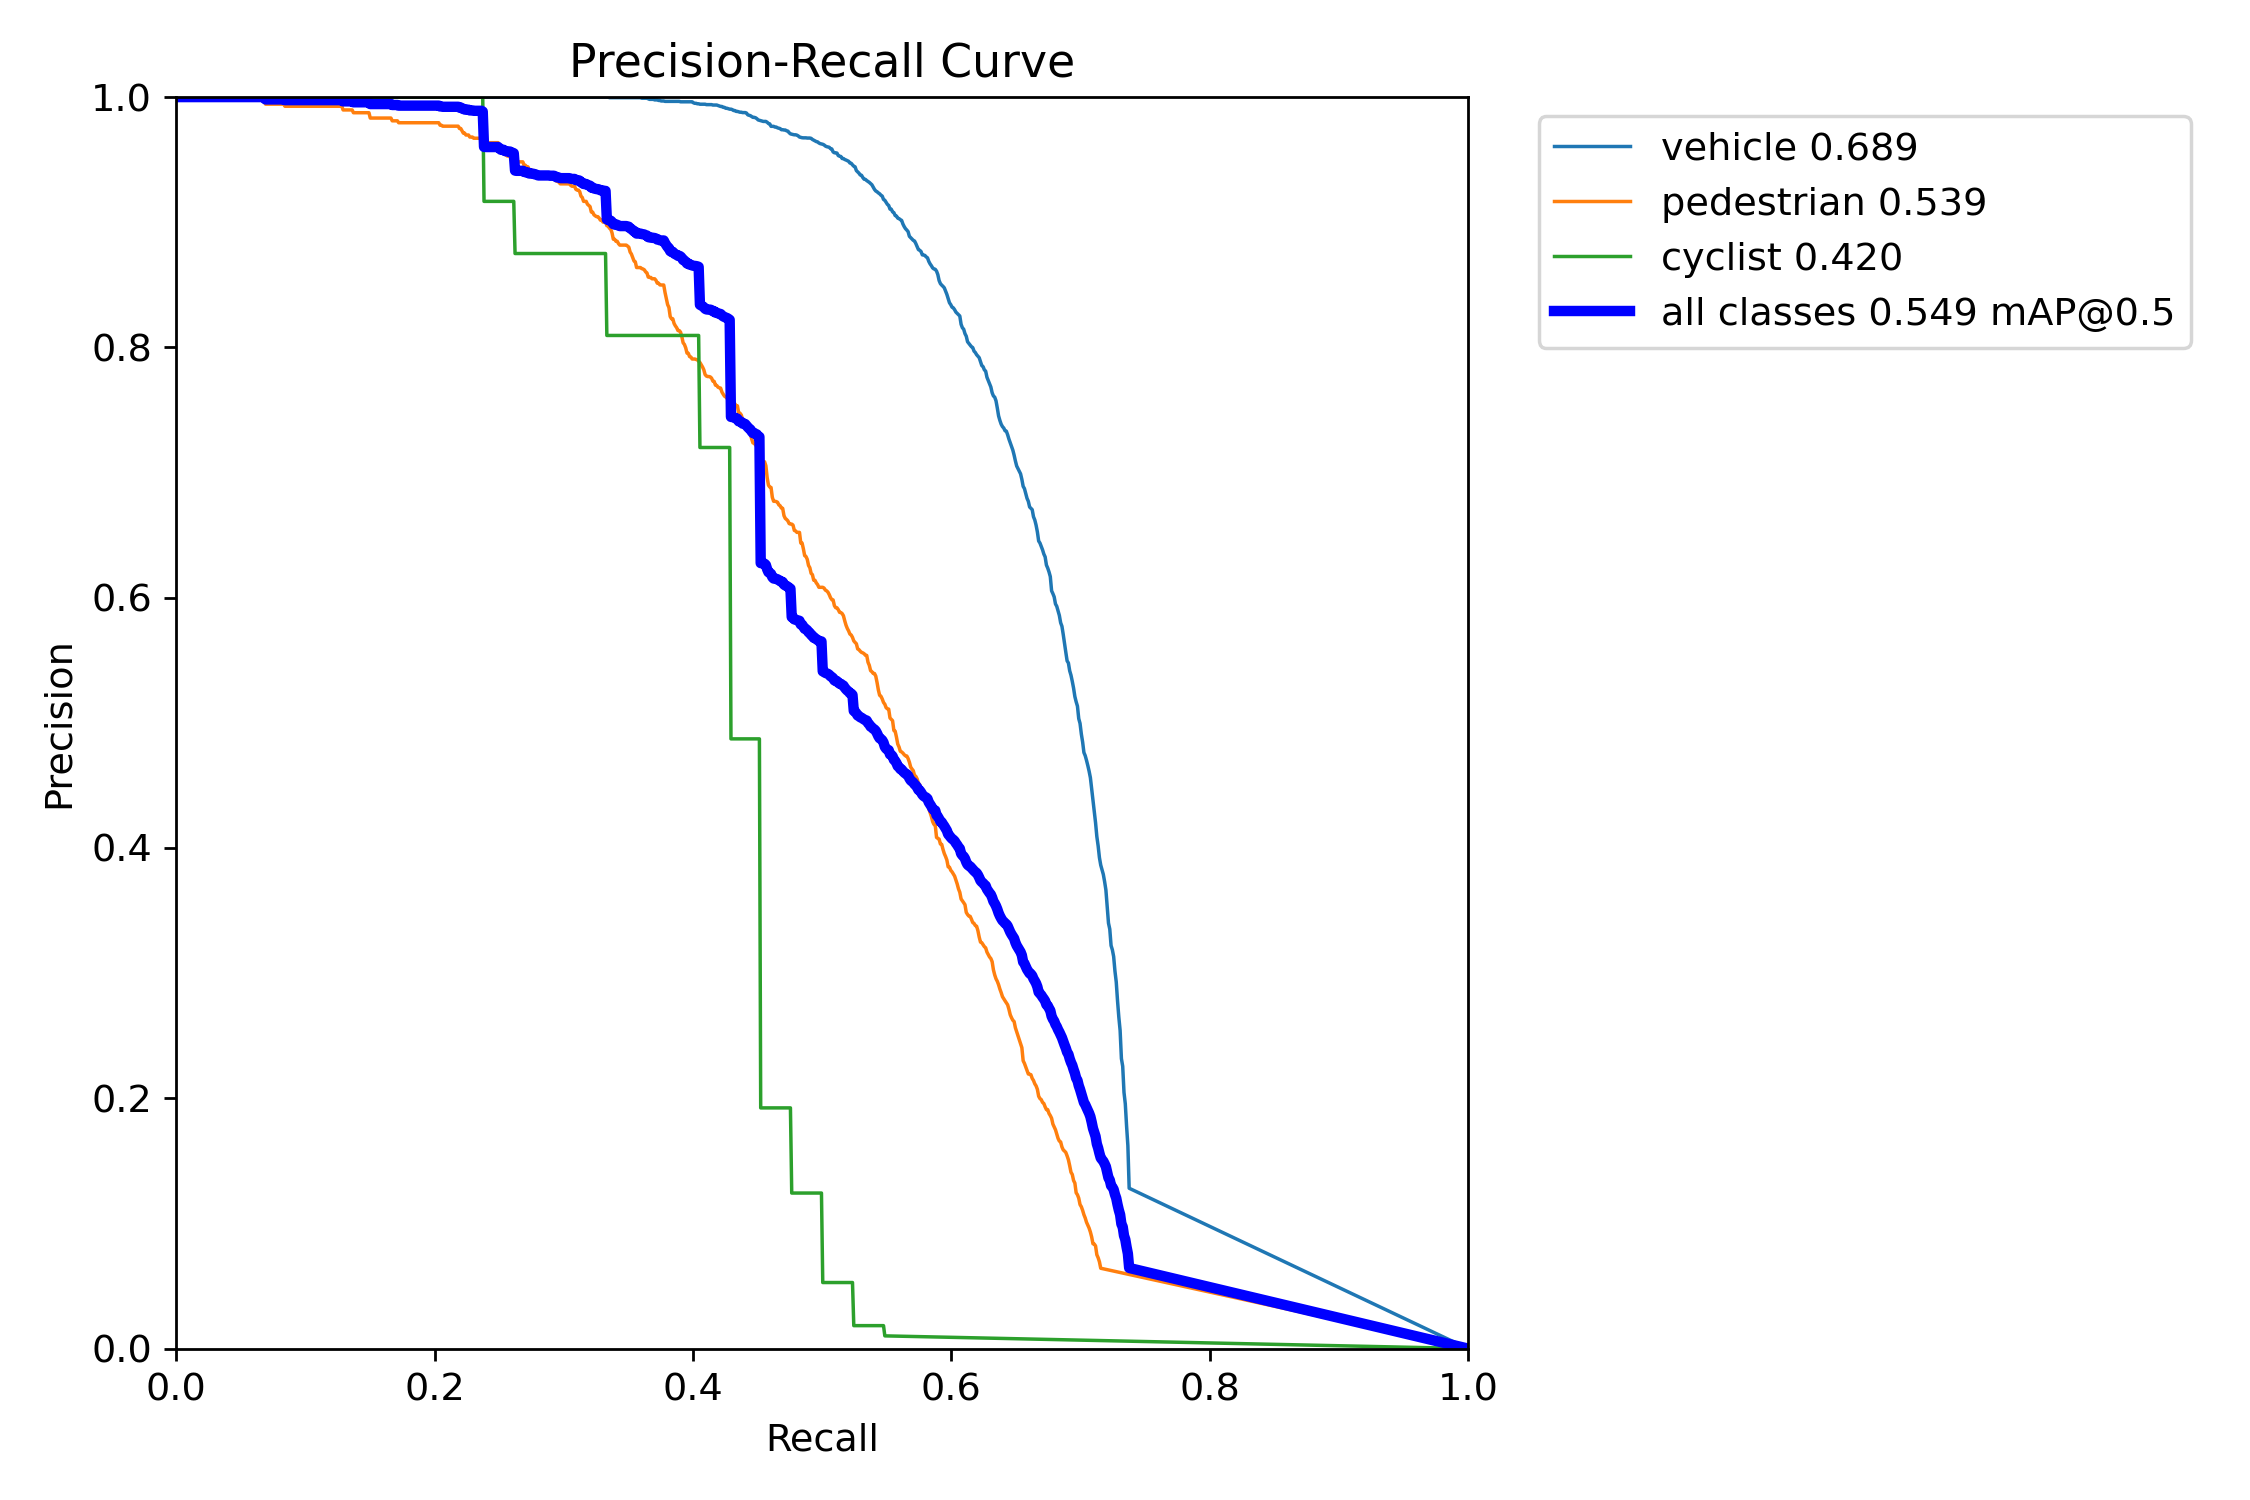 Precision-Recall Curve
1.0
0.8
0.6
0.4
0.2
0.0
Precision
0.0 0.2 0.4 0.6 0.8 1.0
Recall
vehicle 0.689
pedestrian 0.539
cyclist 0.420
all classes 0.549 mAP@0.5